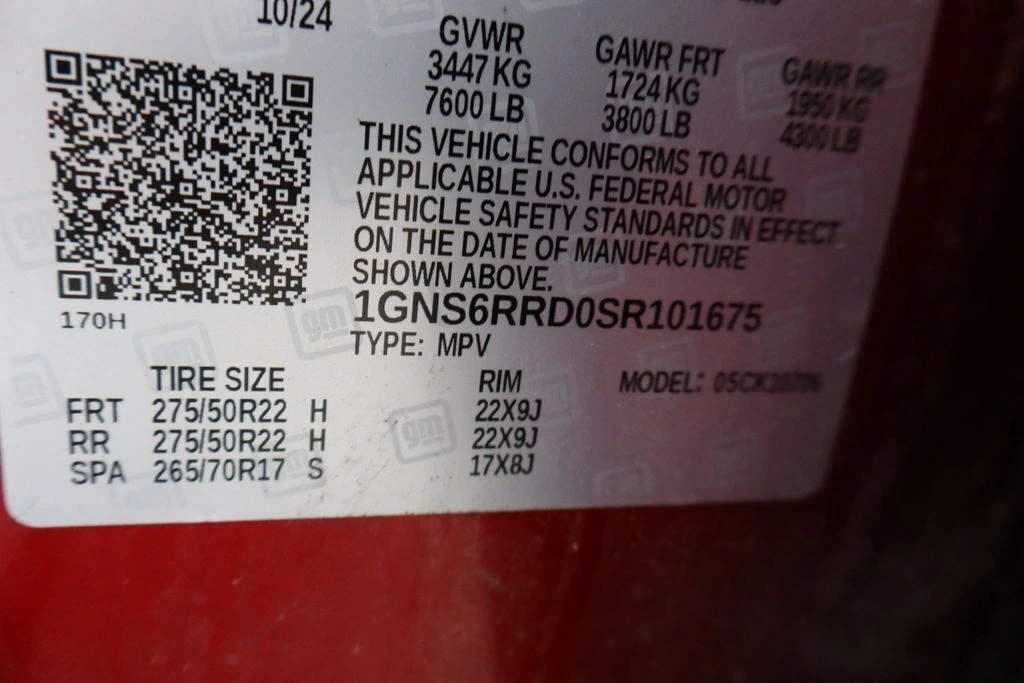 10/24
GVWR GAWR FRT GAWR RR
3447 KG 1724 KG 1950 KG
7600 LB 3800 LB 4300 LB
THIS VEHICLE CONFORMS TO ALL
APPLICABLE U.S. FEDERAL MOTOR
VEHICLE SAFETY STANDARDS IN EFFECT
ON THE DATE OF MANUFACTURE
SHOWN ABOVE.
1GNS6RRD0SR101675
170H
TYPE: MPV
TIRE SIZE RIM MODEL:
FRT 275/50R22 H 22X9J
RR 275/50R22 H 22X9J
SPA 265/70R17 S 17X8J
gm